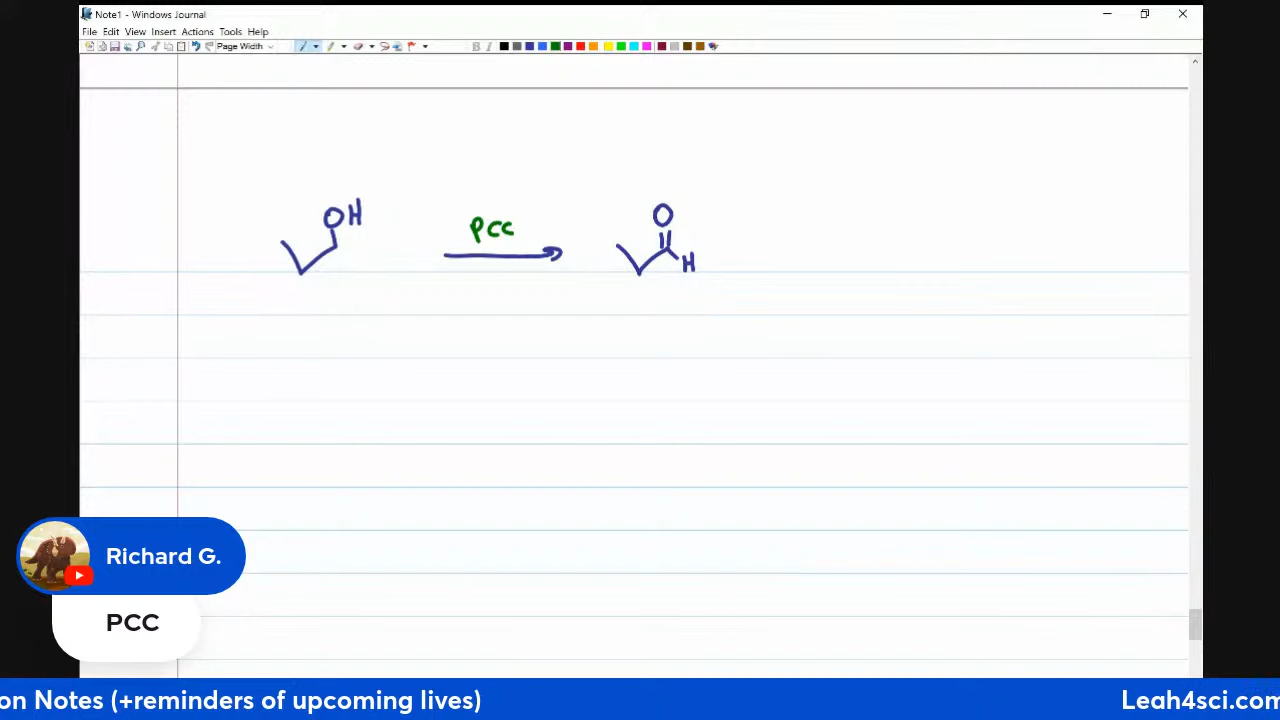 Note1 - Windows Journal
File Edit View Insert Actions Tools Help
Page Width
B I
OH
PCC
O
H
Richard G.
PCC
on Notes (+reminders of upcoming lives)
Leah4sci.com